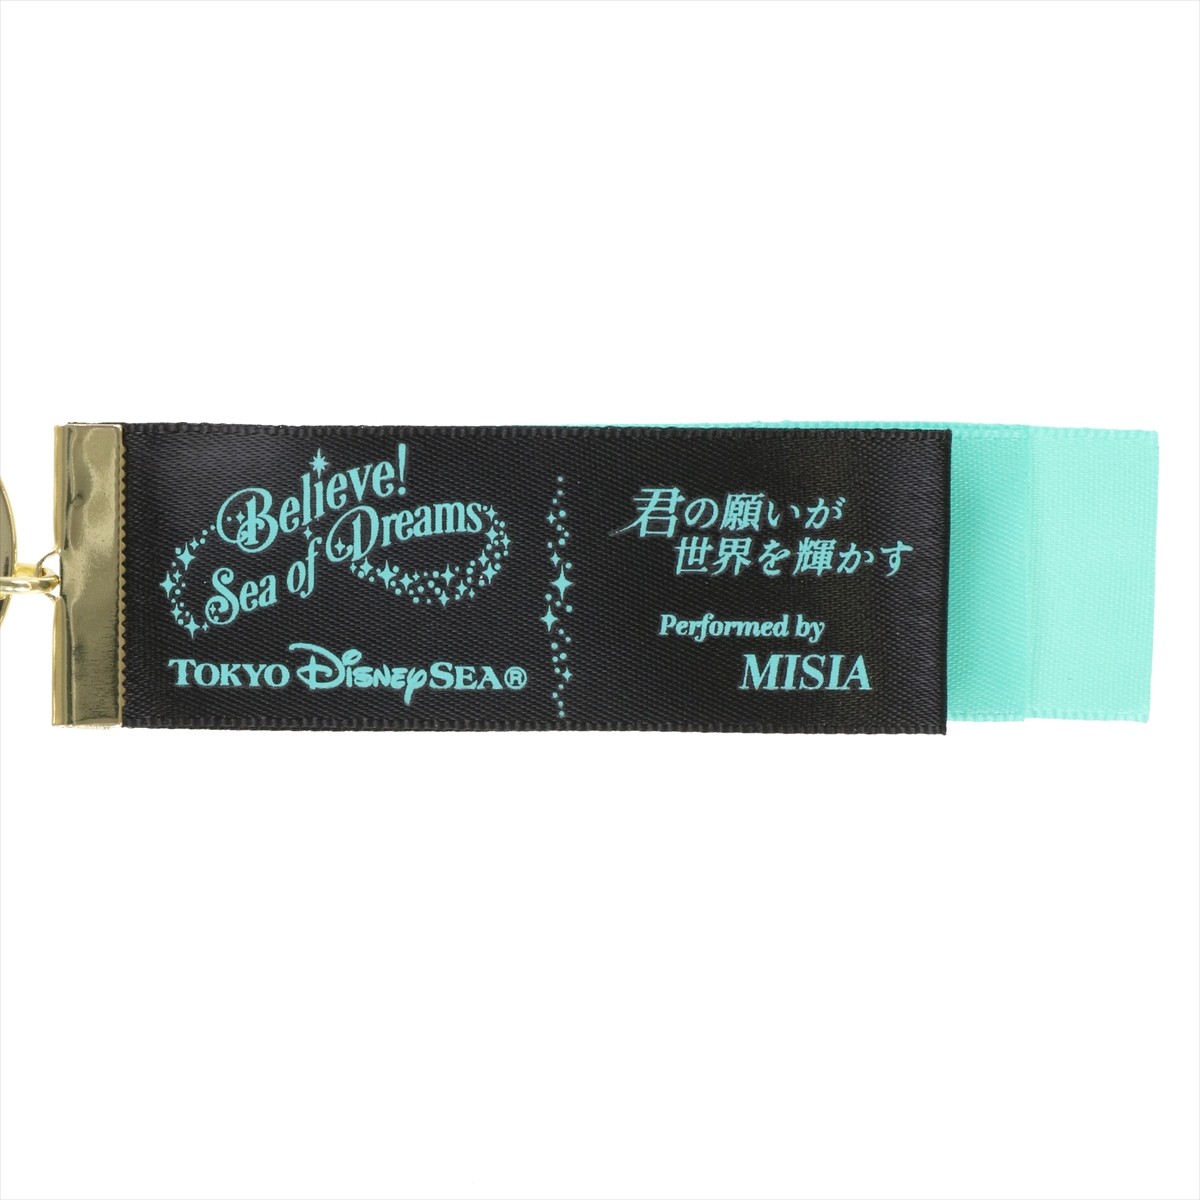 Believe!
Sea of Dreams
TOKYO DISNEYSEA®
君の願いが
世界を輝かす
Performed by
MISIA